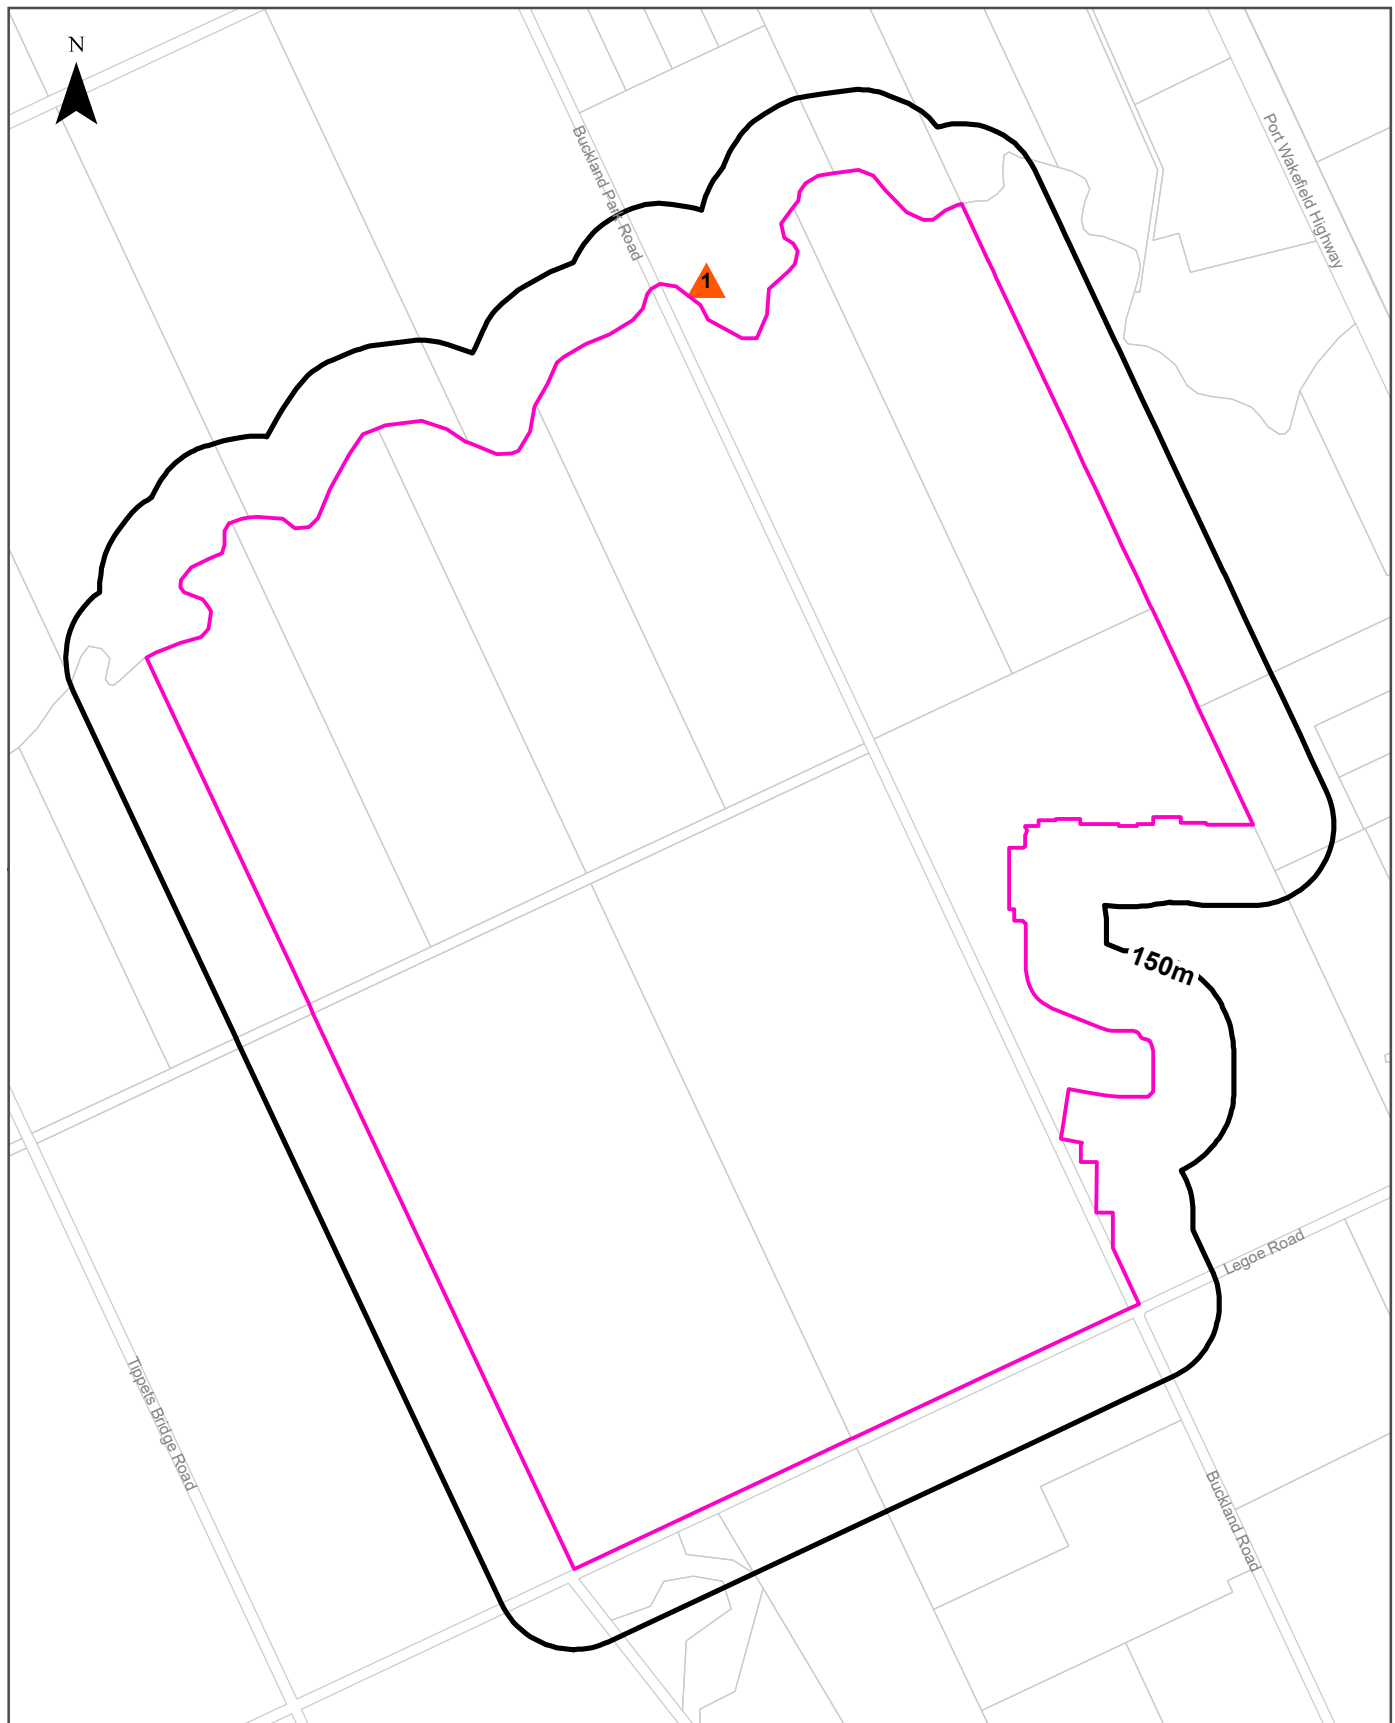 N
Buckland Park Road
Port Wakefield Highway
1
150m
Legoe Road
Tippets Bridge Road
Buckland Road